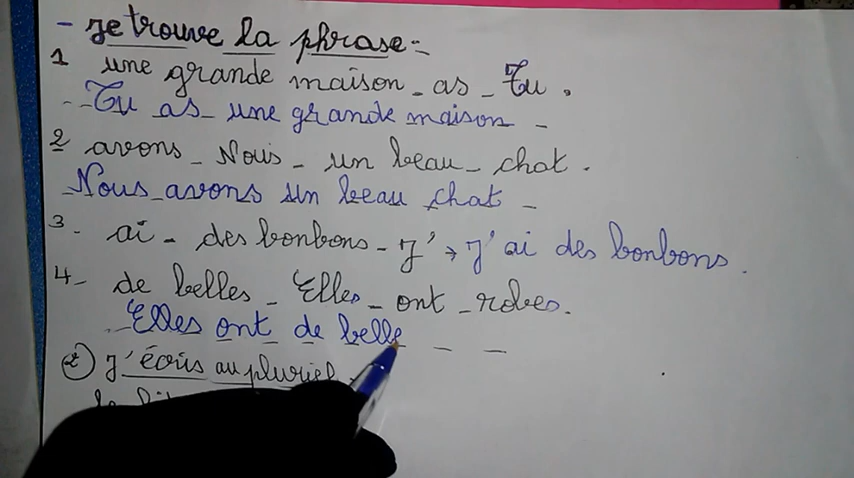 - Je trouve la phrase :-
1 une grande maison - as - Tu .
Tu as une grande maison -
2 avons - Nous - un beau - chat .
Nous avons un beau chat -
3 - ai - des bonbons - J' → J'ai des bonbons .
4 - de belles - Elles - ont - robes .
Elles ont de belle
2) J'écris au pluriel